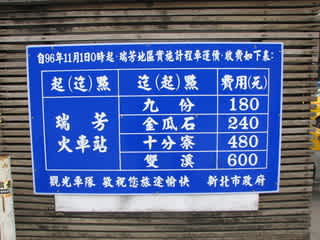 自96年11月1日0時起,瑞芳地區實施計程車運價,收費如下表:
起(迄)點 迄(起)點 費用(元)
瑞芳火車站
九份 180
金瓜石 240
十分寮 480
雙溪 600
觀光車隊 敬祝您旅途愉快 新北市政府